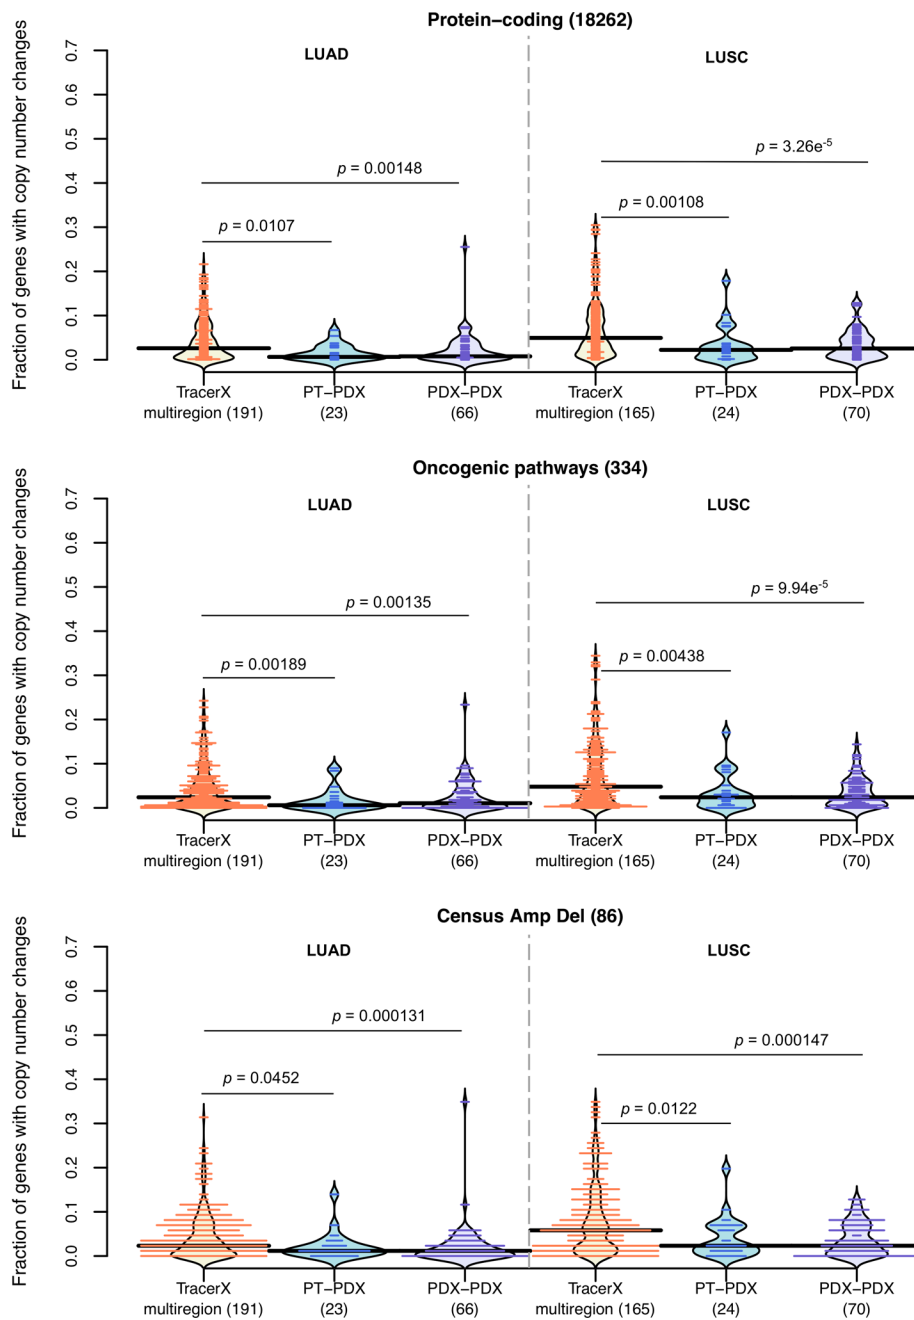 Protein–coding (18262)
Fraction of genes with copy number changes
0.0 0.1 0.2 0.3 0.4 0.5 0.6 0.7
LUAD
LUSC
p = 0.00148
p = 0.0107
p = 3.26e-5
p = 0.00108
TracerX
multiregion (191)
PT–PDX
(23)
PDX–PDX
(66)
TracerX
multiregion (165)
PT–PDX
(24)
PDX–PDX
(70)
Oncogenic pathways (334)
Fraction of genes with copy number changes
0.0 0.1 0.2 0.3 0.4 0.5 0.6 0.7
LUAD
LUSC
p = 0.00135
p = 0.00189
p = 9.94e-5
p = 0.00438
TracerX
multiregion (191)
PT–PDX
(23)
PDX–PDX
(66)
TracerX
multiregion (165)
PT–PDX
(24)
PDX–PDX
(70)
Census Amp Del (86)
Fraction of genes with copy number changes
0.0 0.1 0.2 0.3 0.4 0.5 0.6 0.7
LUAD
LUSC
p = 0.000131
p = 0.0452
p = 0.000147
p = 0.0122
TracerX
multiregion (191)
PT–PDX
(23)
PDX–PDX
(66)
TracerX
multiregion (165)
PT–PDX
(24)
PDX–PDX
(70)